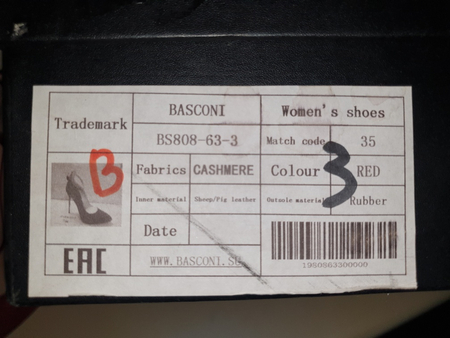 Trademark
BASCONI
Women's shoes
BS808-63-3
Match code
35
Fabrics
CASHMERE
Colour
RED
Inner material
Sheep/Pig leather
Outsole material
Rubber
B
3
Date
EAC
WWW.BASCONI.SU
1980863300000